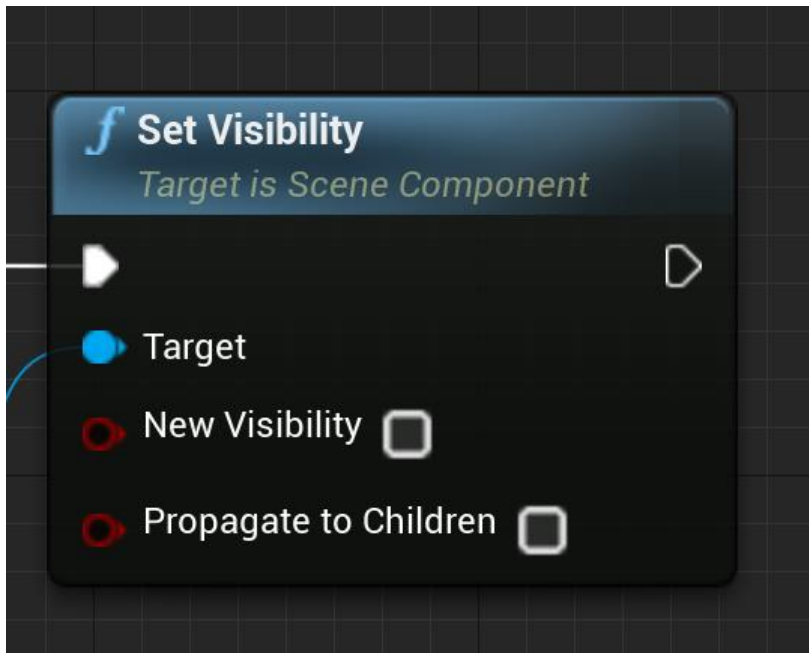 Set Visibility
Target is Scene Component
Target
New Visibility
Propagate to Children